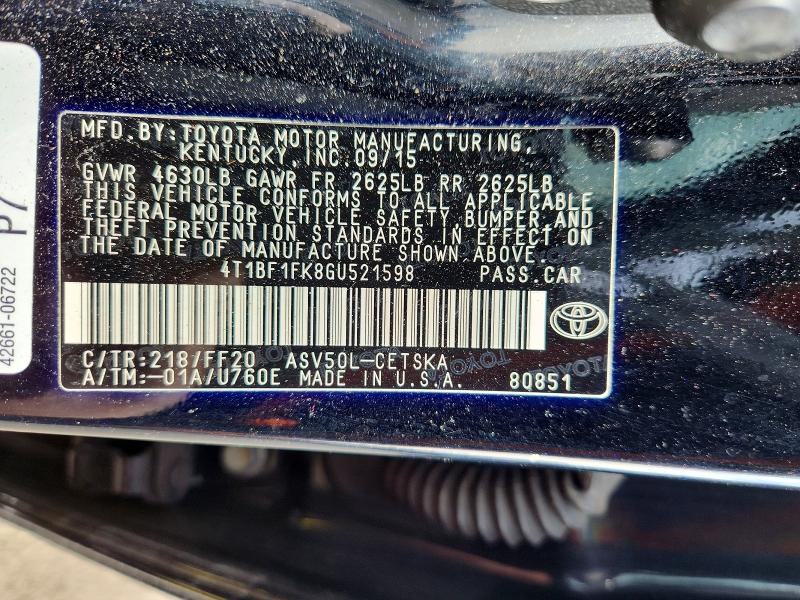 MFD. BY: TOYOTA MOTOR MANUFACTURING,
KENTUCKY, INC. 09/15
GVWR 4630LB GAWR FR 2625LB RR 2625LB
THIS VEHICLE CONFORMS TO ALL APPLICABLE
FEDERAL MOTOR VEHICLE SAFETY, BUMPER, AND
THEFT PREVENTION STANDARDS IN EFFECT ON
THE DATE OF MANUFACTURE SHOWN ABOVE.
4T1BF1FK8GU521598 PASS. CAR
C/TR: 218/FF20 ASV50L-CETSKA
A/TM: -01A/U760E MADE IN U.S.A. 80851
P7
42661-06722